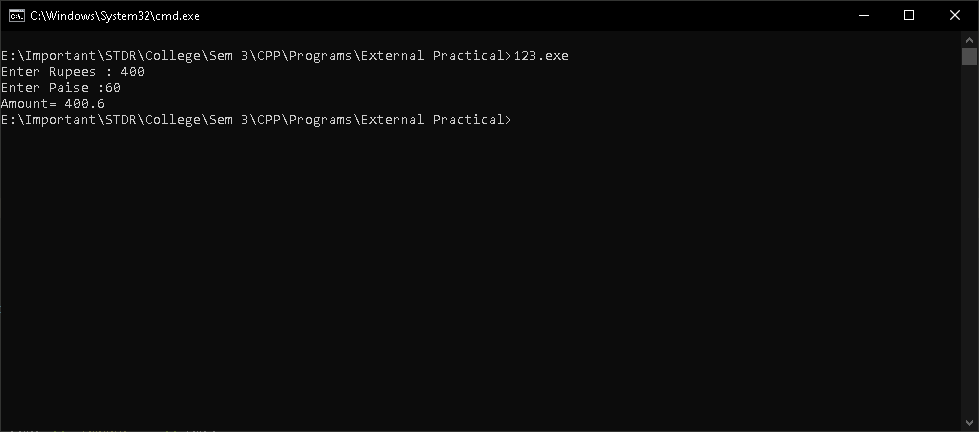 C:\Windows\System32\cmd.exe
E:\Important\STDR\College\Sem 3\CPP\Programs\External Practical>123.exe
Enter Rupees : 400
Enter Paise :60
Amount= 400.6
E:\Important\STDR\College\Sem 3\CPP\Programs\External Practical>